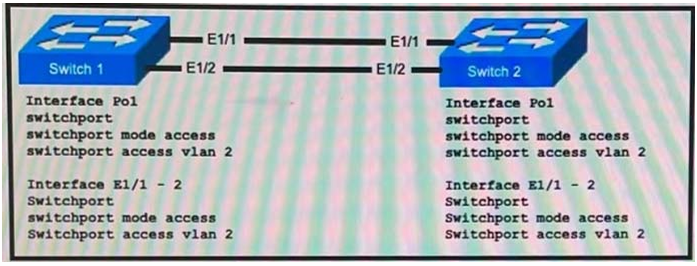 E1/1 E1/1
Switch 1 E1/2 E1/2 Switch 2
Interface Po1
switchport
switchport mode access
switchport access vlan 2
Interface E1/1 - 2
Switchport
switchport mode access
Switchport access vlan 2
Interface Po1
switchport
switchport mode access
switchport access vlan 2
Interface E1/1 - 2
Switchport
Switchport mode access
Switchport access vlan 2